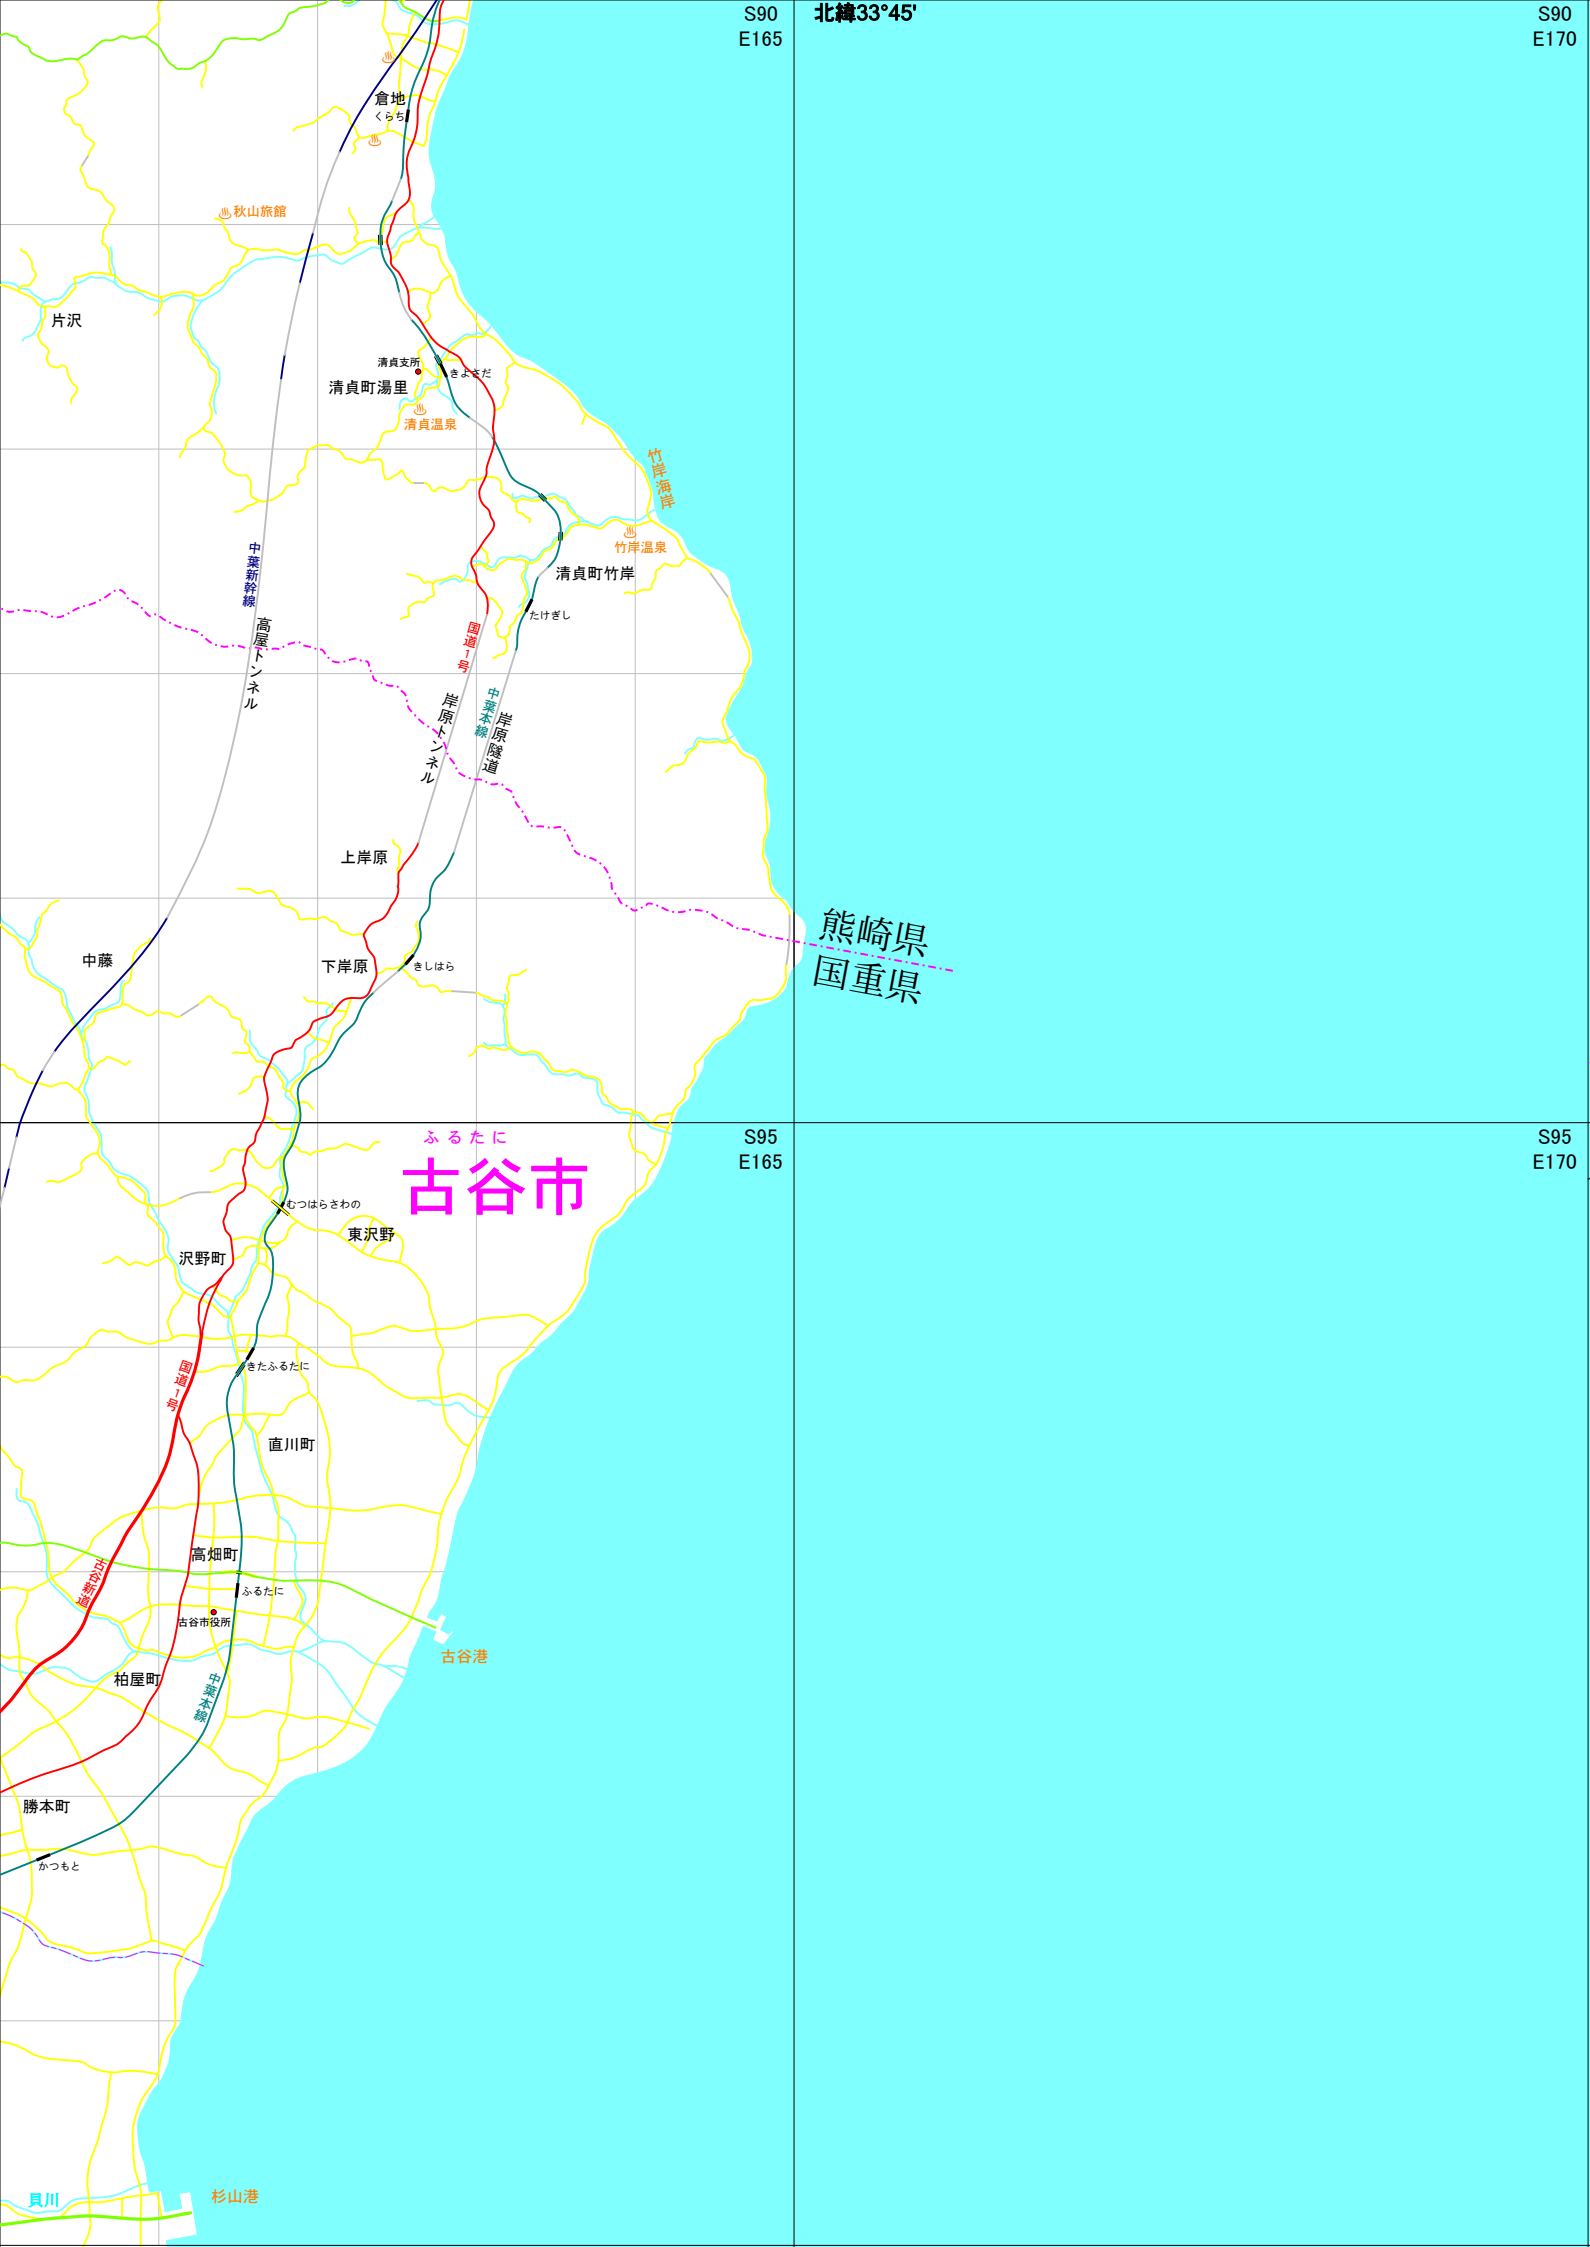 S90
E165
北緯33°45'
S90
E170
倉地
くらち
秋山旅館
片沢
清貞支所
きよさだ
清貞町湯里
清貞温泉
竹岸海岸
竹岸温泉
中葉新幹線
清貞町竹岸
たけぎし
高屋トンネル
国道1号
岸原トンネル
中葉本線
岸原隧道
上岸原
熊崎県
国重県
中藤
下岸原
きしはら
S95
E165
S95
E170
ふるたに
古谷市
むつはらさわの
東沢野
沢野町
国道1号
きたふるたに
直川町
高畑町
古谷新道
ふるたに
古谷市役所
古谷港
柏屋町
中葉本線
勝本町
かつもと
貝川
杉山港